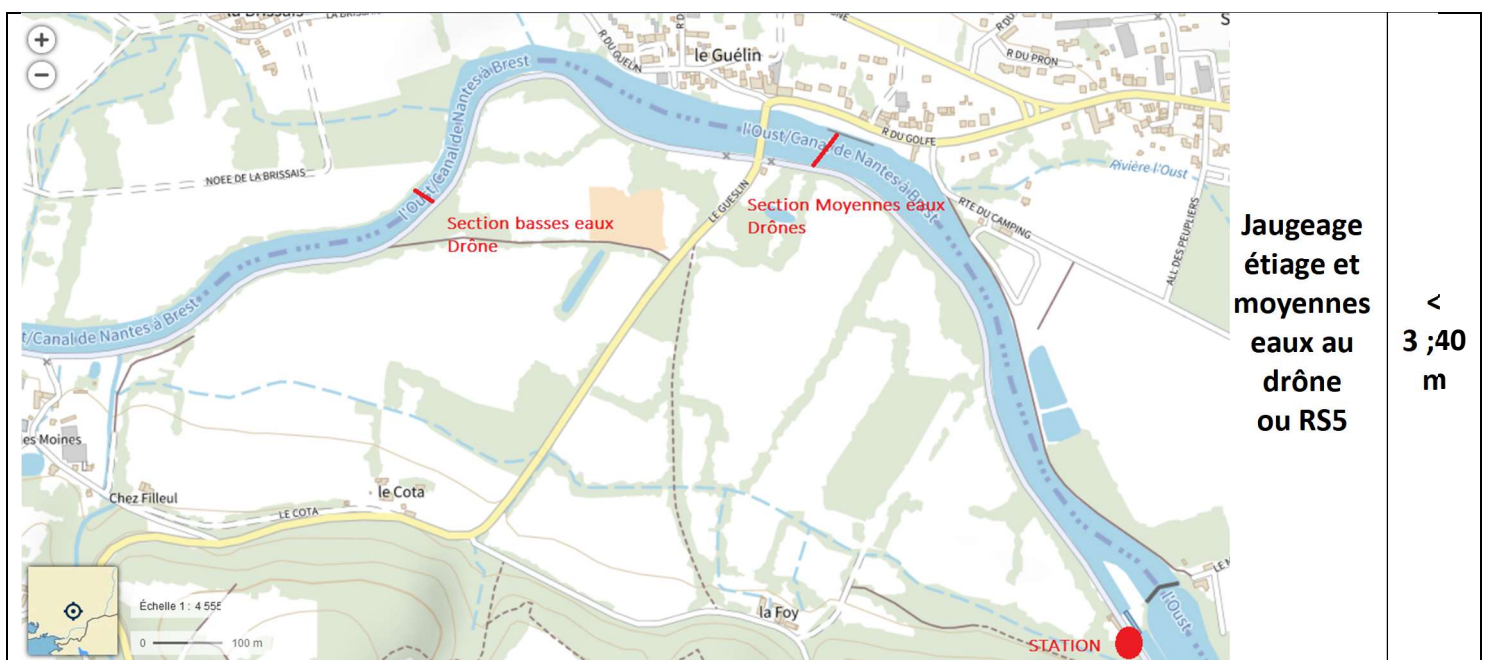 la Brissais
LA BRISSAIS
R DU GUÉLIN
le Guélin
R DU PRON
l'Oust/Canal de Nantes à Brest
l'Oust/Canal de Nantes à Brest
R DU GOLFE
Rivière l'Oust
NOEE DE LA BRISSAIS
LE GUESLIN
Section basses eaux
Drône
Section Moyennes eaux
Drônes
RTE DU CAMPING
ALL DES PEUPLIERS
t/Canal de Nantes à Brest
es Moines
Chez Filleul
le Cota
LE COTA
la Foy
l'Oust
STATION
Échelle 1 : 4 555
0
100 m
Jaugeage
étiage et
moyennes
eaux au
drône
ou RS5
<
3 ;40
m